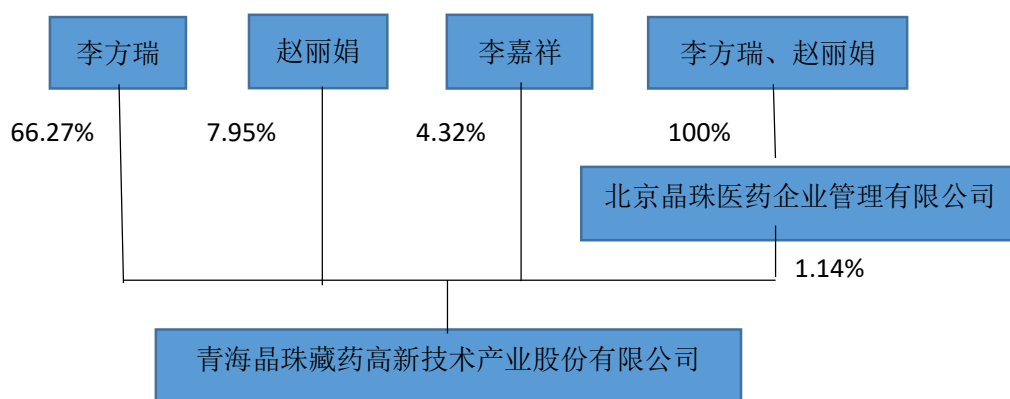 李方瑞
赵丽娟
李嘉祥
李方瑞、赵丽娟
66.27%
7.95%
4.32%
100%
北京晶珠医药企业管理有限公司
1.14%
青海晶珠藏药高新技术产业股份有限公司